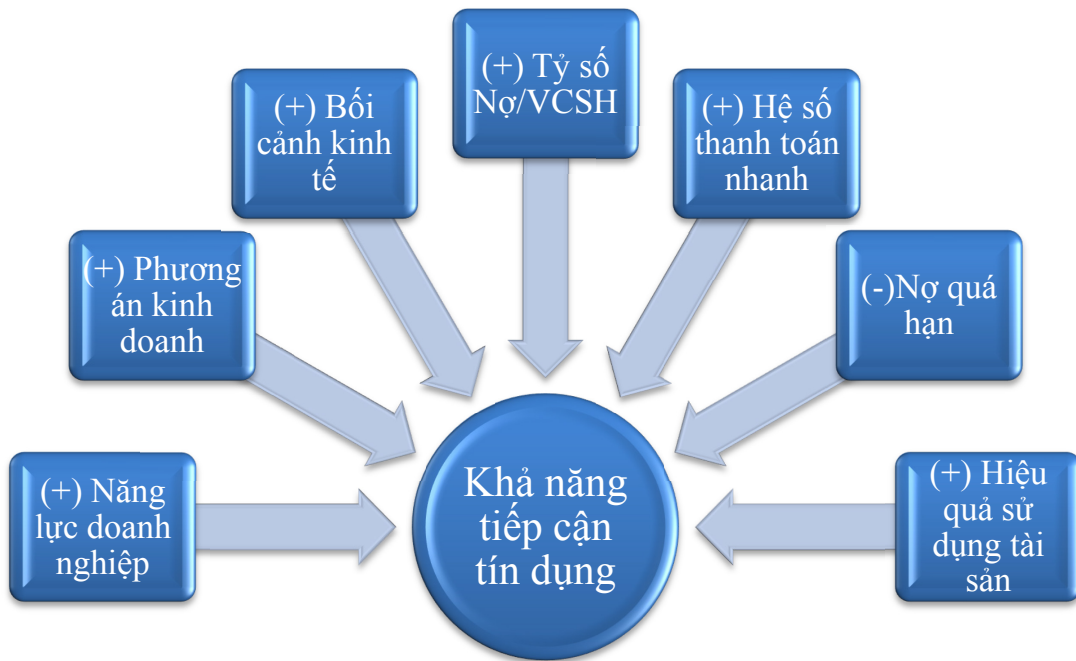 (+) Tỷ số
Nợ/VCSH
(+) Bối
cảnh kinh
tế
(+) Hệ số
thanh toán
nhanh
(+) Phương
án kinh
doanh
(-)Nợ quá
hạn
(+) Năng
lực doanh
nghiệp
Khả năng
tiếp cận
tín dụng
(+) Hiệu
quả sử
dụng tài
sản